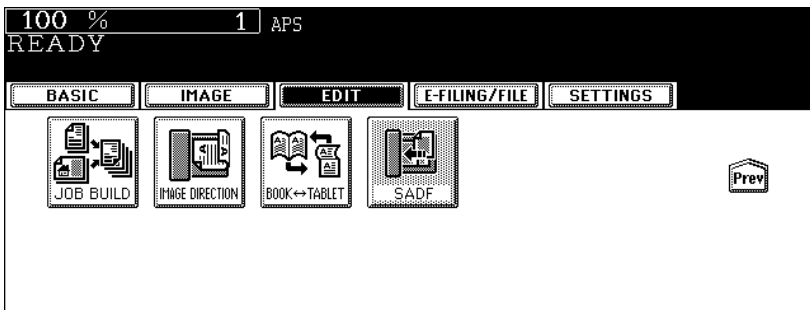 100 % 1 APS
READY
BASIC IMAGE EDIT E-FILING/FILE SETTINGS
JOB BUILD IMAGE DIRECTION BOOK↔TABLET SADF
Prev